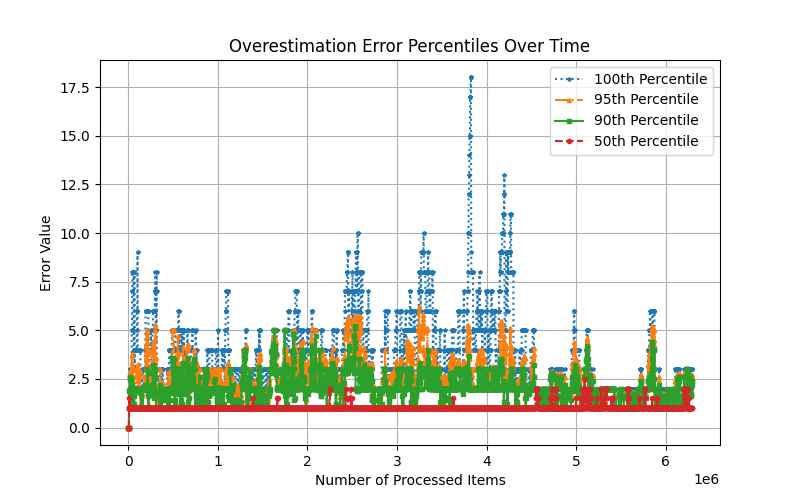 Overestimation Error Percentiles Over Time
100th Percentile
95th Percentile
90th Percentile
50th Percentile
Error Value
17.5
15.0
12.5
10.0
7.5
5.0
2.5
0.0
0 1 2 3 4 5 6
1e6
Number of Processed Items